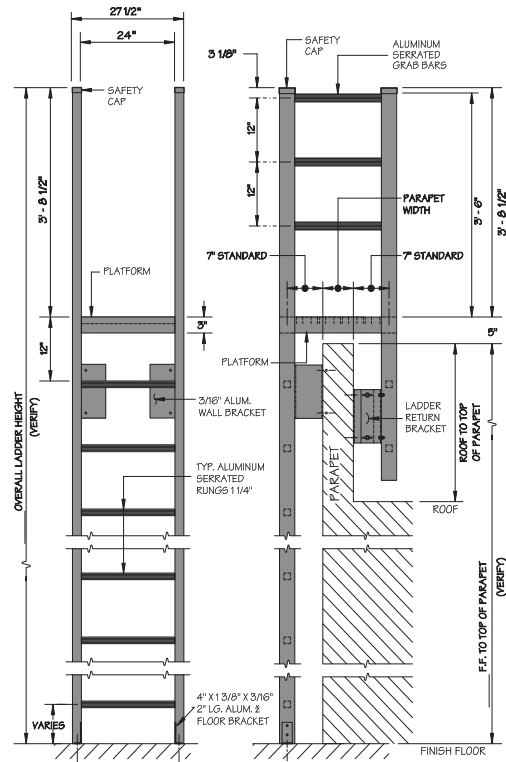 27 1/2"
24"
SAFETY
CAP
3'- 8 1/2"
PLATFORM
3"
12"
3/16" ALUM.
WALL BRACKET
OVERALL LADDER HEIGHT
(VERIFY)
TYP. ALUMINUM
SERRATED
RUNGS 1 1/4"
4" X 1 3/8" X 3/16"
2" LG. ALUM. 2
FLOOR BRACKET
VARIES
3 1/8"
SAFETY
CAP
ALUMINUM
SERRATED
GRAB BARS
12"
12"
PARAPET
WIDTH
3'- 6"
3'- 8 1/2"
7" STANDARD
7" STANDARD
PLATFORM
5"
LADDER
RETURN
BRACKET
ROOF TO TOP
OF PARAPET
PARAPET
ROOF
F.F. TO TOP OF PARAPET
(VERIFY)
FINISH FLOOR